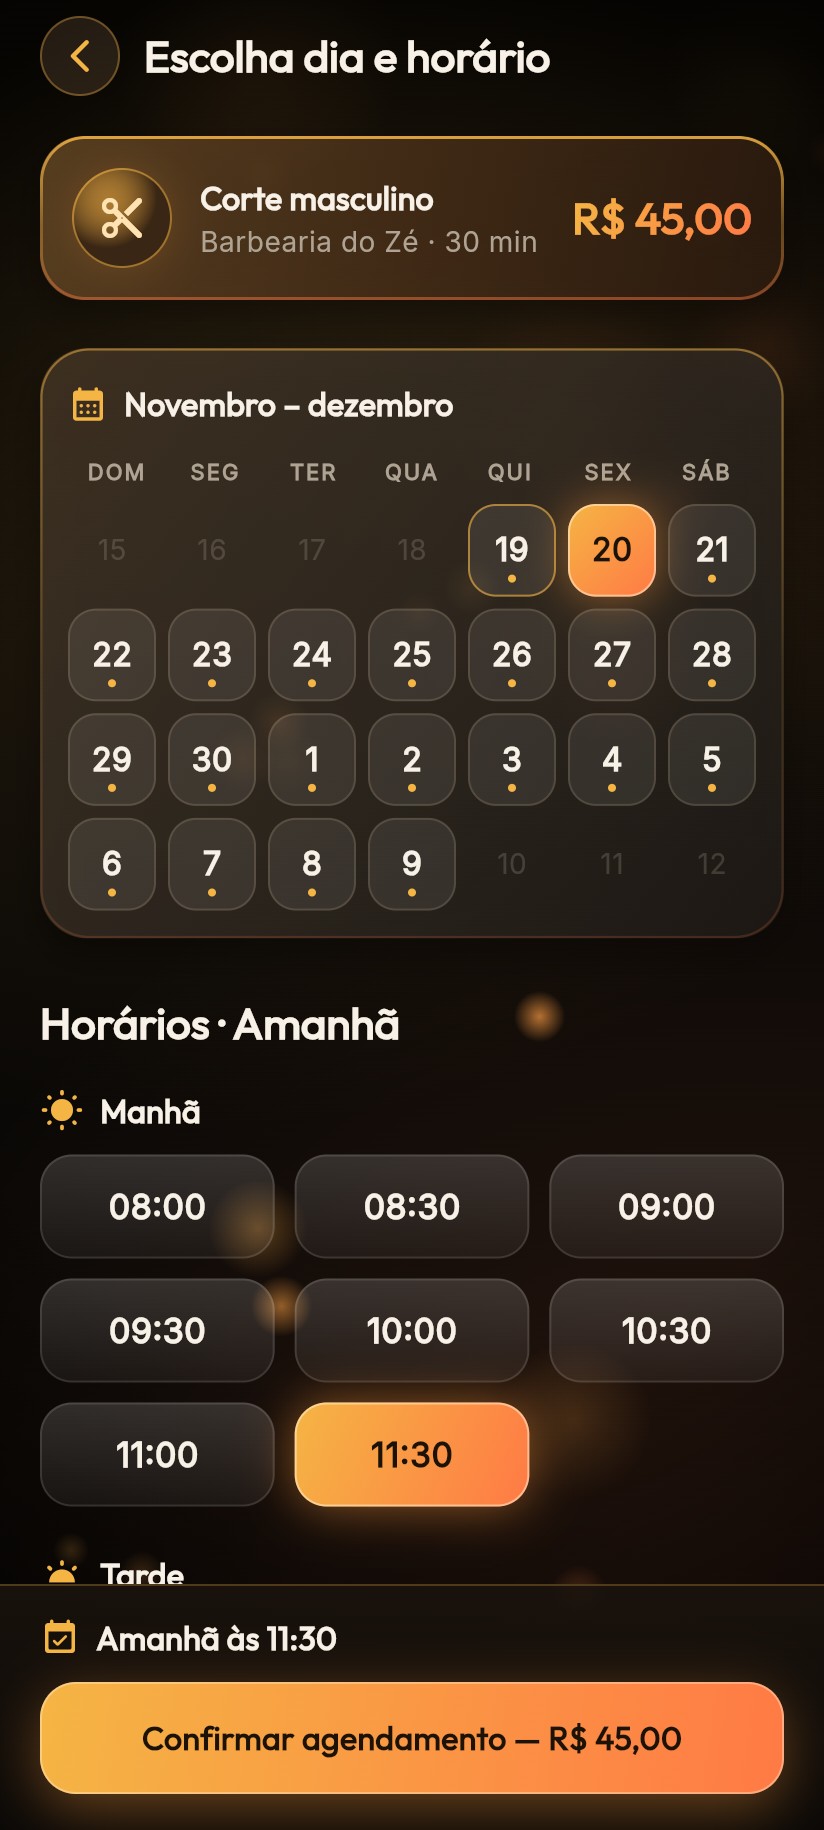 Escolha dia e horário
Corte masculino
Barbearia do Zé · 30 min
R$ 45,00
Novembro – dezembro
DOM SEG TER QUA QUI SEX SÁB
15 16 17 18 19 20 21
22 23 24 25 26 27 28
29 30 1 2 3 4 5
6 7 8 9 10 11 12
Horários · Amanhã
Manhã
08:00 08:30 09:00
09:30 10:00 10:30
11:00 11:30
Tarde
Amanhã às 11:30
Confirmar agendamento — R$ 45,00